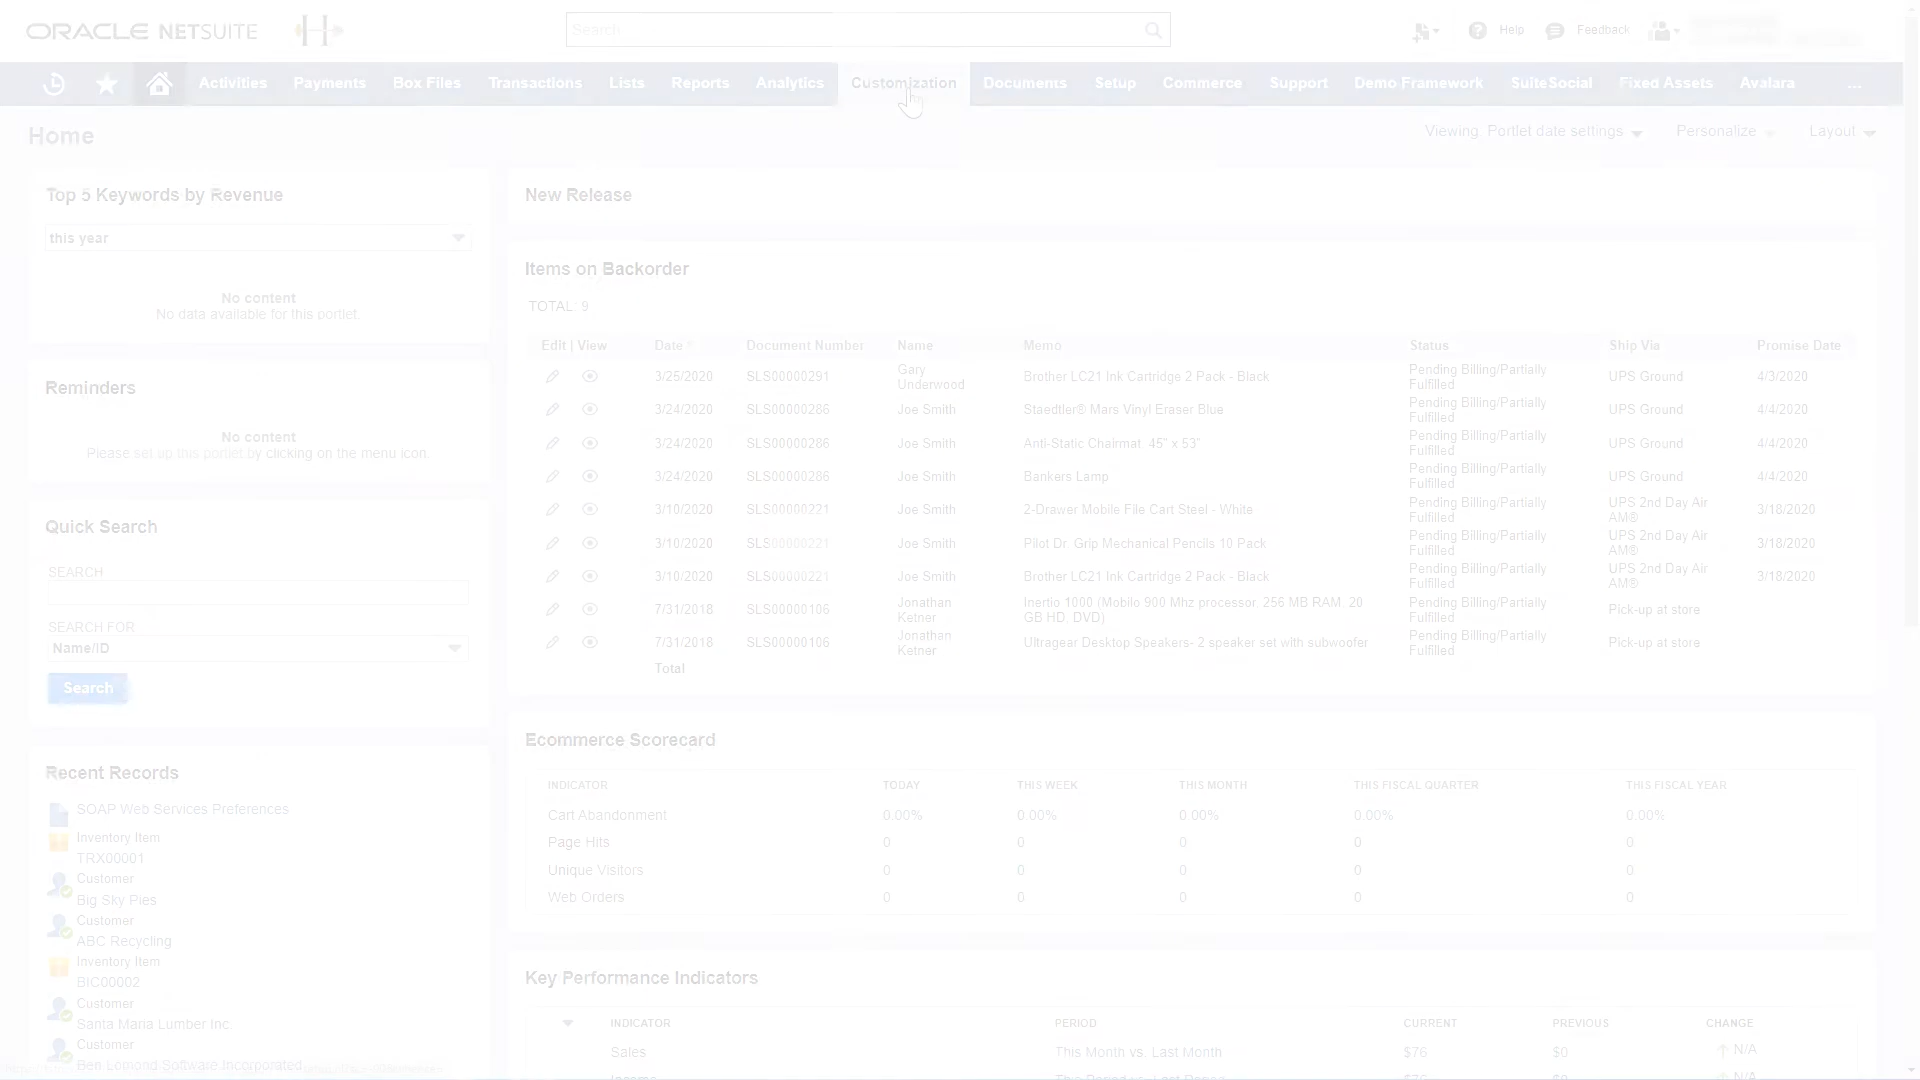 ORACLE NETSUITE H
Search
Help Feedback
Activities Payments Box Files Transactions Lists Reports Analytics Customization Documents Setup Commerce Support Demo Framework SuiteSocial Fixed Assets Avalara ...
Home
Viewing: Portlet date settings Personalize Layout
Top 5 Keywords by Revenue
this year
No content
No data available for this portlet.
Reminders
No content
Please set up this portlet by clicking on the menu icon.
Quick Search
SEARCH
SEARCH FOR
Name/ID
Search
Recent Records
SOAP Web Services Preferences
Inventory Item
TRX00001
Customer
Big Sky Pies
Customer
ABC Recycling
Inventory Item
BIC00002
Customer
Santa Maria Lumber Inc.
Customer
Ben Lomond Software Incorporated
New Release
Items on Backorder
TOTAL: 9
Edit | View Date Document Number Name Memo Status Ship Via Promise Date
3/25/2020 SLS00000291 Gary Underwood Brother LC21 Ink Cartridge 2 Pack - Black Pending Billing/Partially Fulfilled UPS Ground 4/3/2020
3/24/2020 SLS00000286 Joe Smith Staedtler® Mars Vinyl Eraser Blue Pending Billing/Partially Fulfilled UPS Ground 4/4/2020
3/24/2020 SLS00000286 Joe Smith Anti-Static Chairmat 45" x 53" Pending Billing/Partially Fulfilled UPS Ground 4/4/2020
3/24/2020 SLS00000286 Joe Smith Bankers Lamp Pending Billing/Partially Fulfilled UPS Ground 4/4/2020
3/10/2020 SLS00000221 Joe Smith 2-Drawer Mobile File Cart Steel - White Pending Billing/Partially Fulfilled UPS 2nd Day Air AM® 3/18/2020
3/10/2020 SLS00000221 Joe Smith Pilot Dr. Grip Mechanical Pencils 10 Pack Pending Billing/Partially Fulfilled UPS 2nd Day Air AM® 3/18/2020
3/10/2020 SLS00000221 Joe Smith Brother LC21 Ink Cartridge 2 Pack - Black Pending Billing/Partially Fulfilled UPS 2nd Day Air AM® 3/18/2020
7/31/2018 SLS00000106 Jonathan Ketner Inertio 1000 (Mobilo 900 Mhz processor, 256 MB RAM, 20 GB HD, DVD) Pending Billing/Partially Fulfilled Pick-up at store
7/31/2018 SLS00000106 Jonathan Ketner Ultragear Desktop Speakers- 2 speaker set with subwoofer Pending Billing/Partially Fulfilled Pick-up at store
Total
Ecommerce Scorecard
INDICATOR TODAY THIS WEEK THIS MONTH THIS FISCAL QUARTER THIS FISCAL YEAR
Cart Abandonment 0.00% 0.00% 0.00% 0.00% 0.00%
Page Hits 0 0 0 0 0
Unique Visitors 0 0 0 0 0
Web Orders 0 0 0 0 0
Key Performance Indicators
INDICATOR PERIOD CURRENT PREVIOUS CHANGE
Sales This Month vs. Last Month $76 $0 N/A